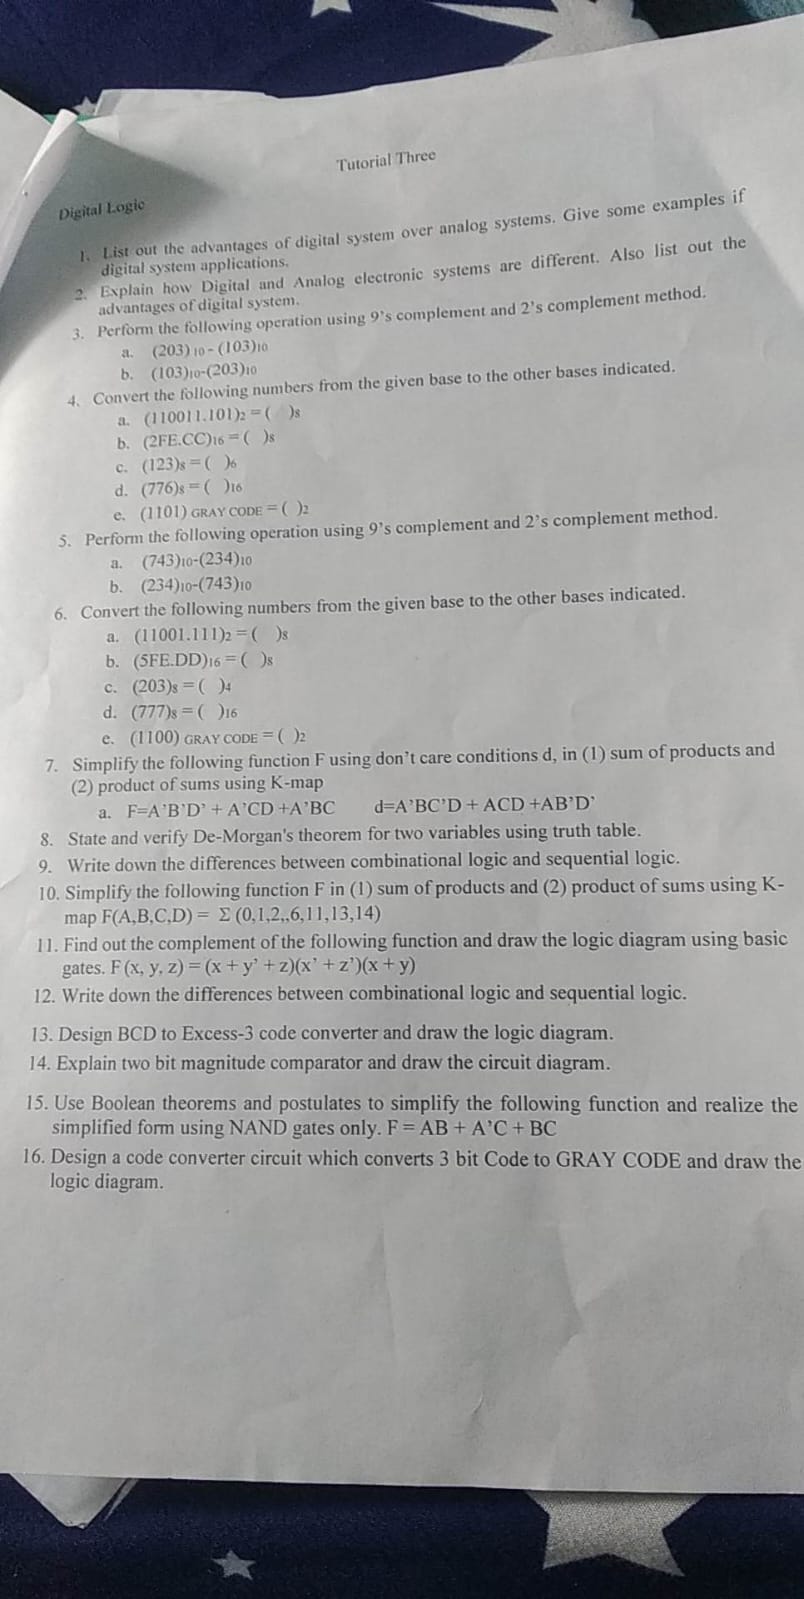 Tutorial Three
Digital Logic
1. List out the advantages of digital system over analog systems. Give some examples if
digital system applications.
2. Explain how Digital and Analog electronic systems are different. Also list out the
advantages of digital system.
3. Perform the following operation using 9's complement and 2's complement method.
a. (203)10 - (103)10
b. (103)10-(203)10
4. Convert the following numbers from the given base to the other bases indicated.
a. (110011.101)2 = ( )8
b. (2FE.CC)16 = ( )8
c. (123)8 = ( )6
d. (776)8 = ( )16
e. (1101) GRAY CODE = ( )2
5. Perform the following operation using 9's complement and 2's complement method.
a. (743)10-(234)10
b. (234)10-(743)10
6. Convert the following numbers from the given base to the other bases indicated.
a. (11001.111)2 = ( )8
b. (5FE.DD)16 = ( )8
c. (203)8 = ( )4
d. (777)8 = ( )16
e. (1100) GRAY CODE = ( )2
7. Simplify the following function F using don't care conditions d, in (1) sum of products and
(2) product of sums using K-map
a. F=A'B'D' + A'CD +A'BC d=A'BC'D + ACD +AB'D'
8. State and verify De-Morgan's theorem for two variables using truth table.
9. Write down the differences between combinational logic and sequential logic.
10. Simplify the following function F in (1) sum of products and (2) product of sums using K-
map F(A,B,C,D) = Σ (0,1,2,,6,11,13,14)
11. Find out the complement of the following function and draw the logic diagram using basic
gates. F (x, y, z) = (x + y' + z)(x' + z')(x + y)
12. Write down the differences between combinational logic and sequential logic.
13. Design BCD to Excess-3 code converter and draw the logic diagram.
14. Explain two bit magnitude comparator and draw the circuit diagram.
15. Use Boolean theorems and postulates to simplify the following function and realize the
simplified form using NAND gates only. F = AB + A'C + BC
16. Design a code converter circuit which converts 3 bit Code to GRAY CODE and draw the
logic diagram.